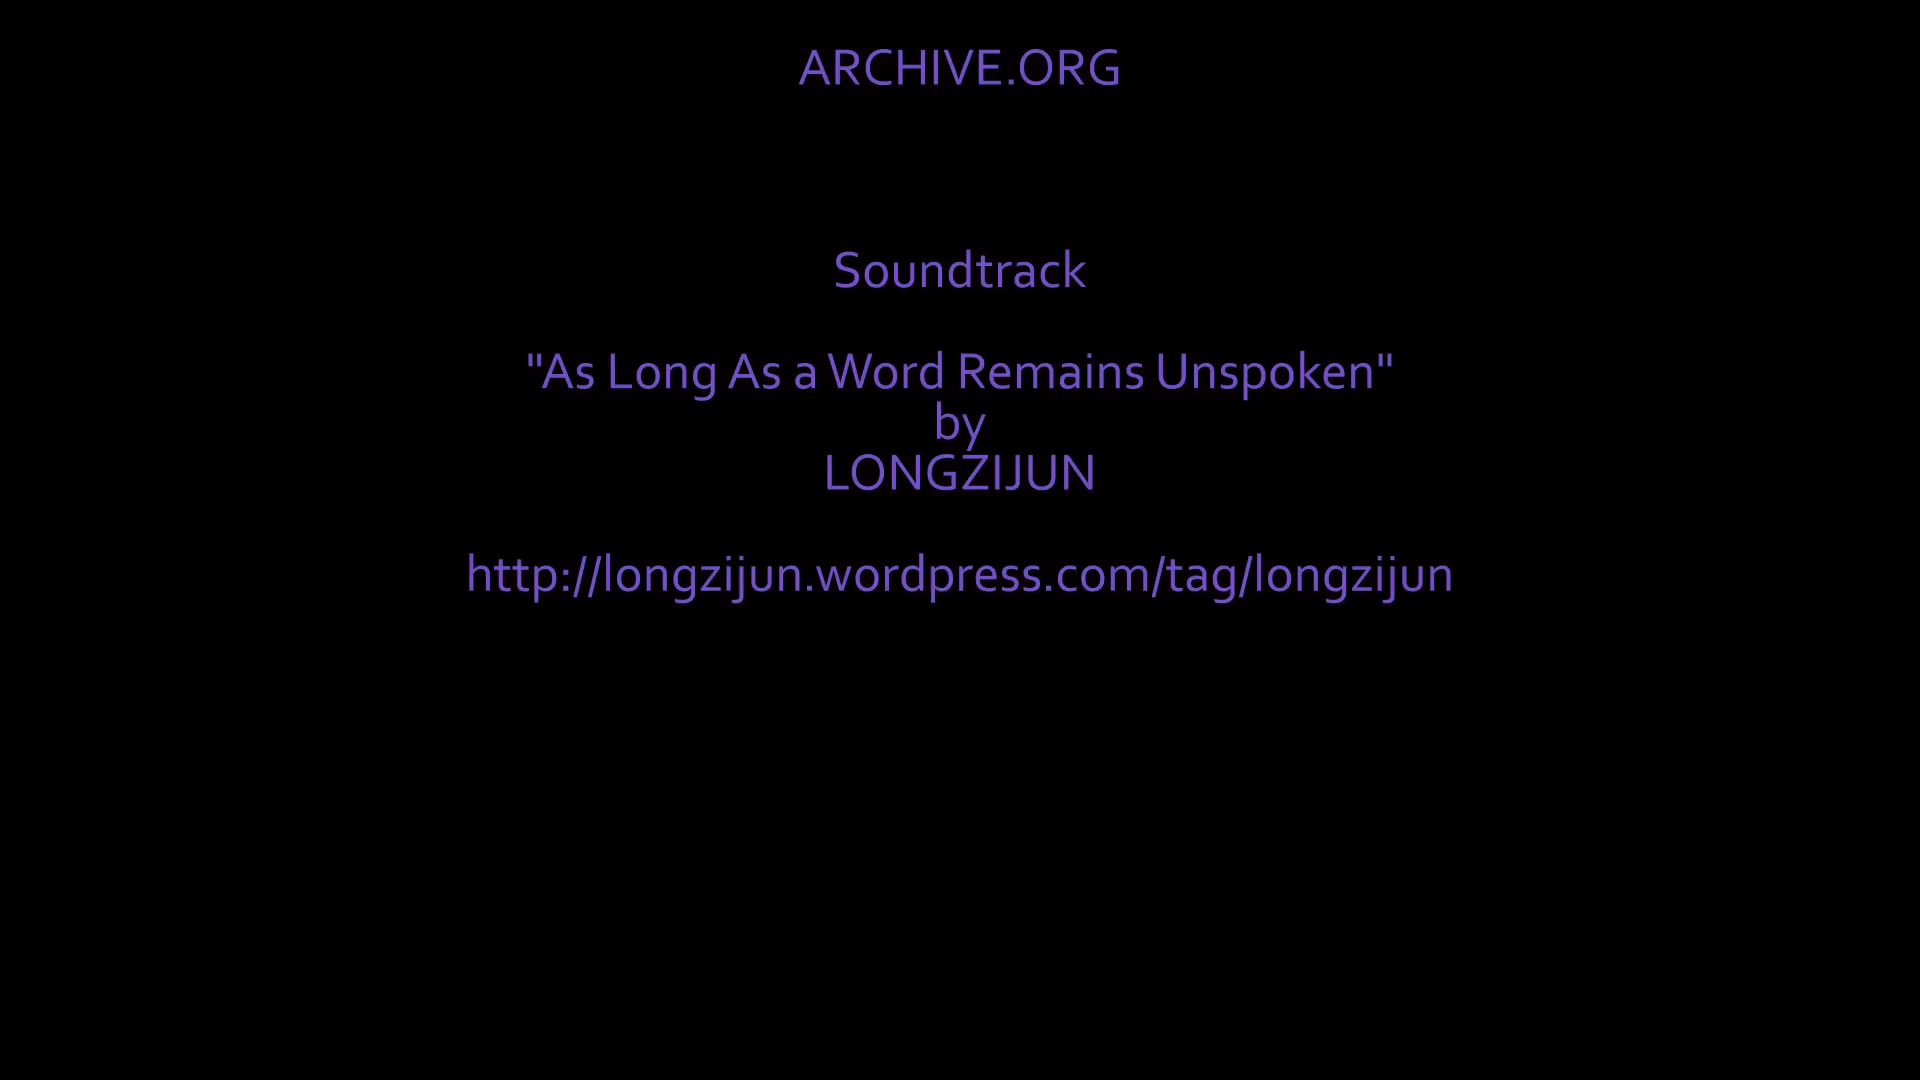 ARCHIVE.ORG
Soundtrack
"As Long As a Word Remains Unspoken"
by
LONGZIJUN
http://longzijun.wordpress.com/tag/longzijun